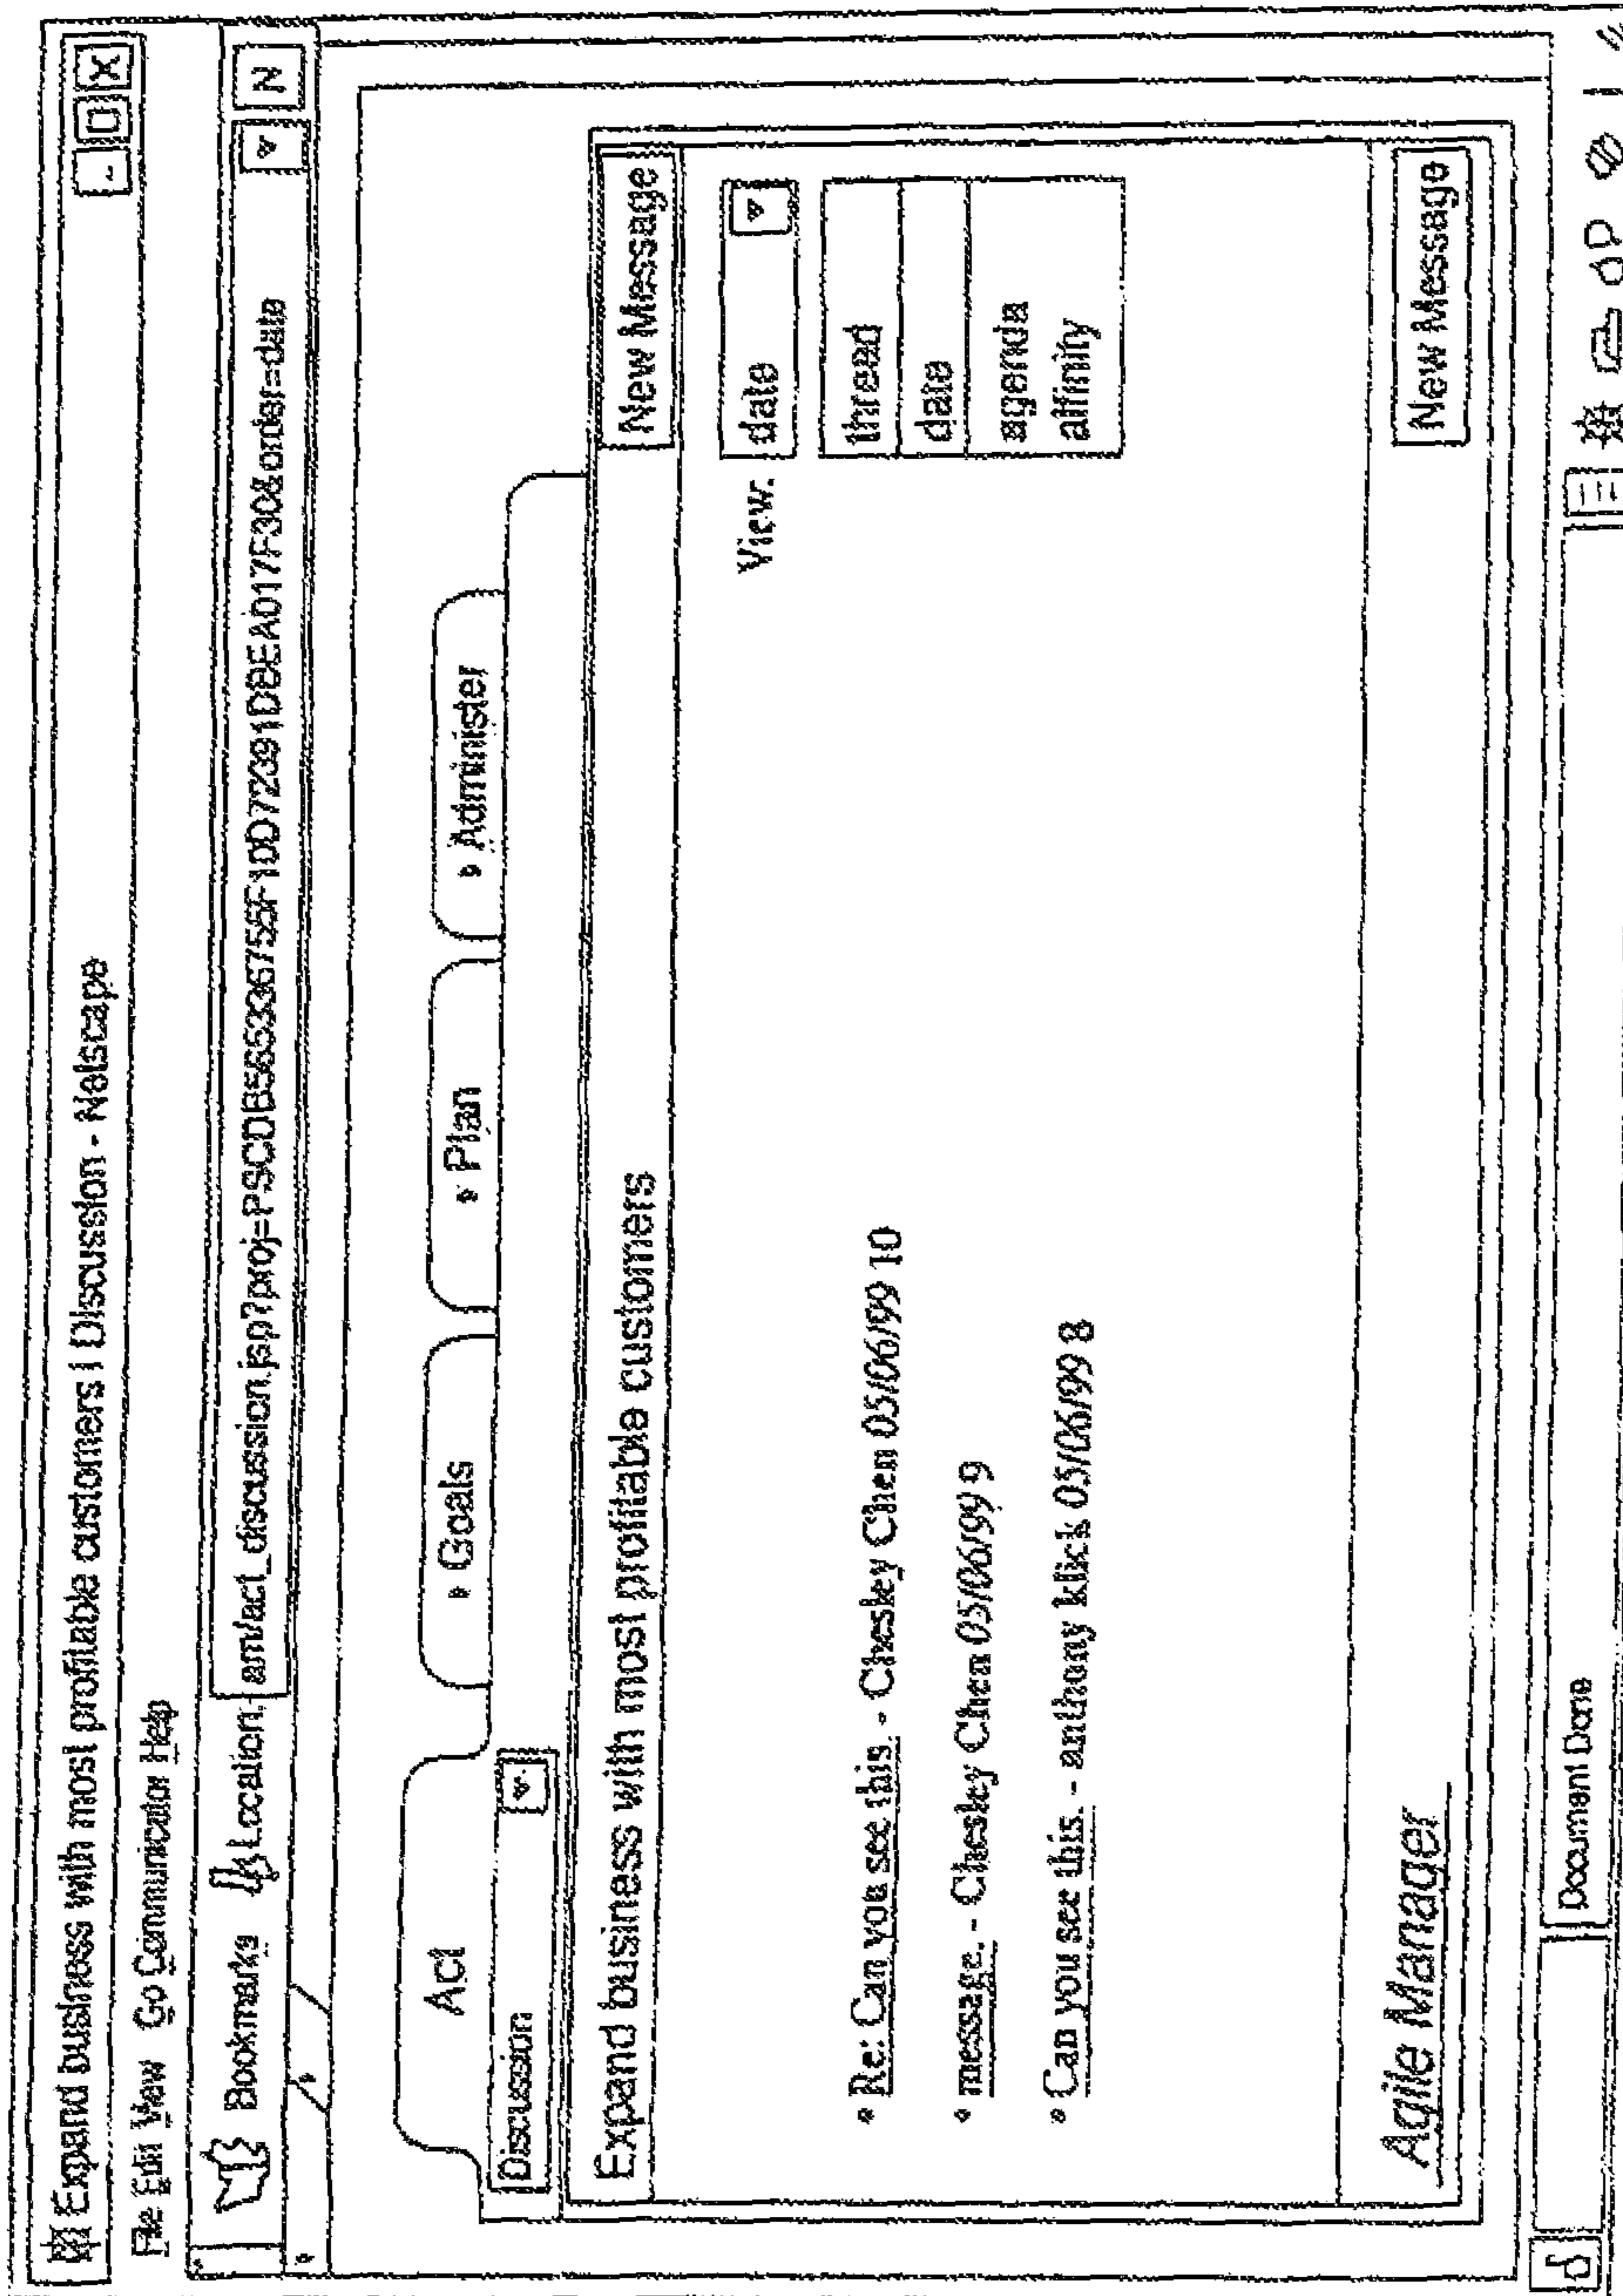 Expand business with most profitable customers | Discussion - Netscape
_ X
File Edit View Go Communicator Help
Bookmarks Location: am/act_discussion.jsp?proj=PSCDB565336755F10D72391DBEA017F30&order=date N
Act Goals Plan Administer
Discussion
Expand business with most profitable customers New Message
View: date
thread
date
agenda
affinity
Re: Can you see this. - Chesley Chen 05/06/99 10
message. - Chesley Chen 05/06/99 9
Can you see this. - anthony klick 05/06/99 8
Agile Manager New Message
Document Done